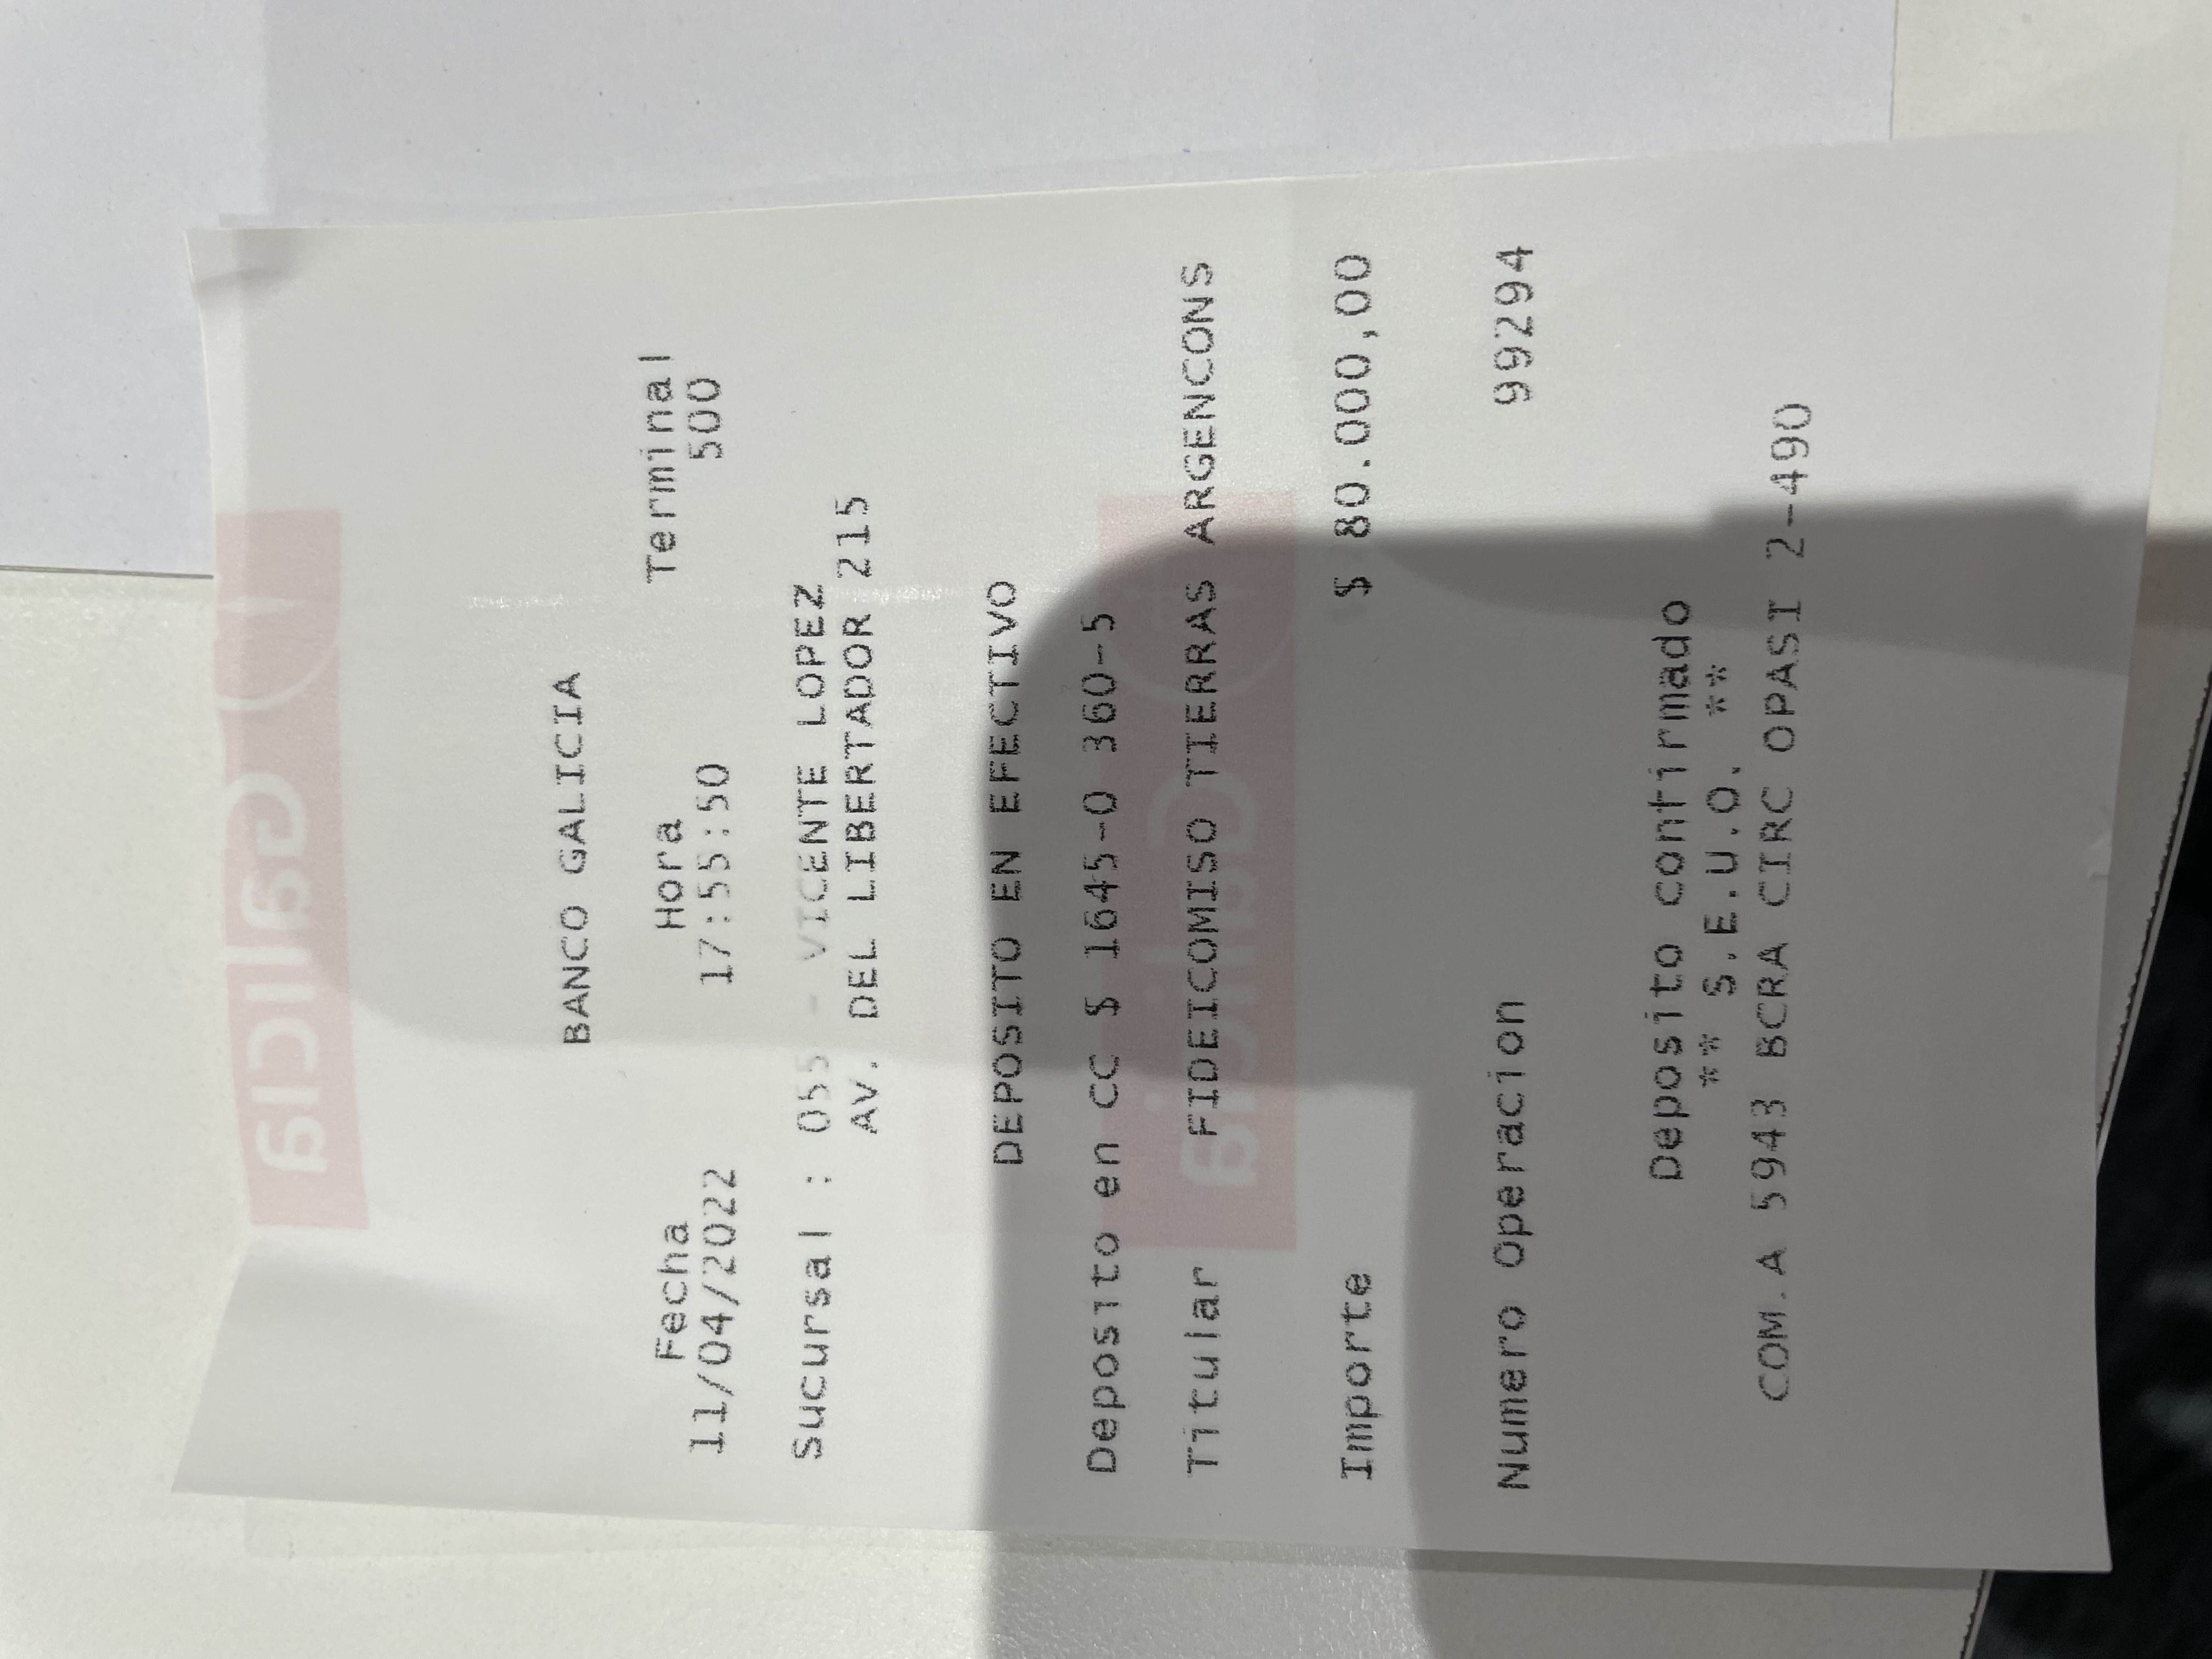 BANCO GALICIA
Fecha Hora Terminal
11/04/2022 17:55:50 500
Sucursal : 055 - VICENTE LOPEZ
AV. DEL LIBERTADOR 215
DEPOSITO EN EFECTIVO
Deposito en CC $ 1645-0 360-5
Titular FIDEICOMISO TIERRAS ARGENCONS
Importe $ 80.000,00
Numero Operacion 99294
Deposito confirmado
** S.E.U.O. **
COM.A 5943 BCRA CIRC OPASI 2-490
Galicia
Galicia